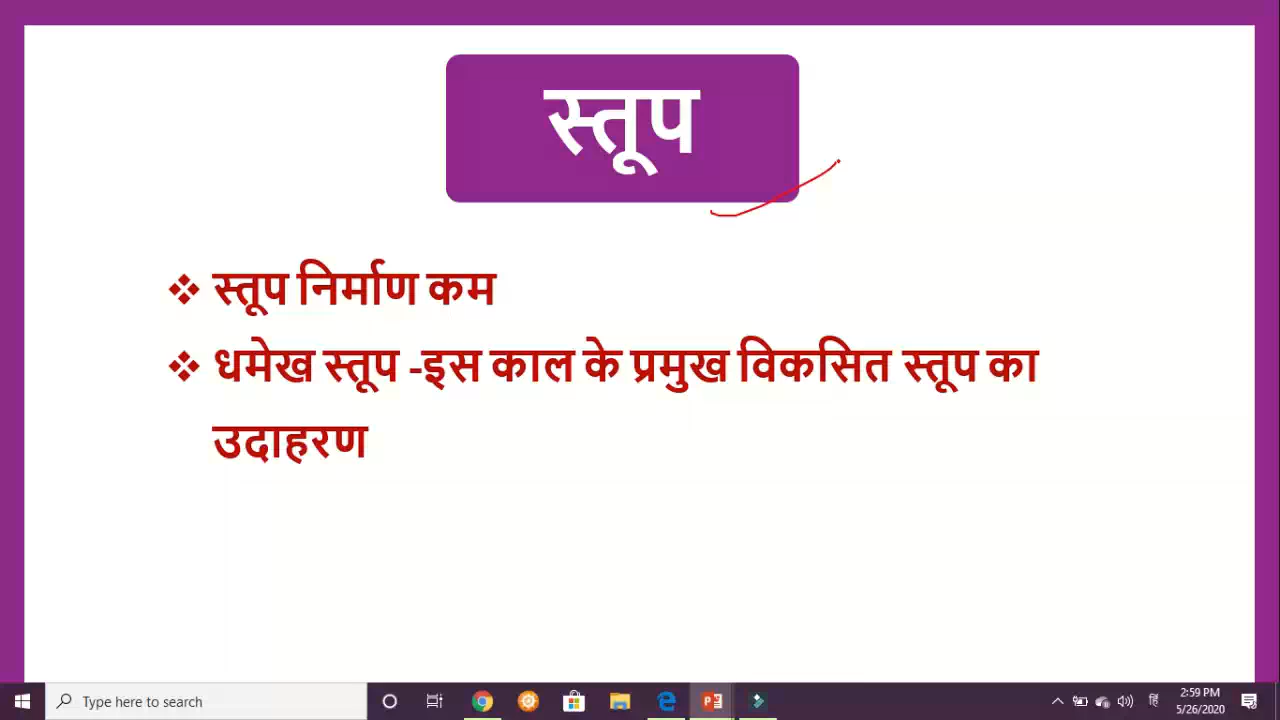 स्तूप
❖ स्तूप निर्माण कम
❖ धमेख स्तूप -इस काल के प्रमुख विकसित स्तूप का
उदाहरण
Type here to search
हिं
2:59 PM
5/26/2020